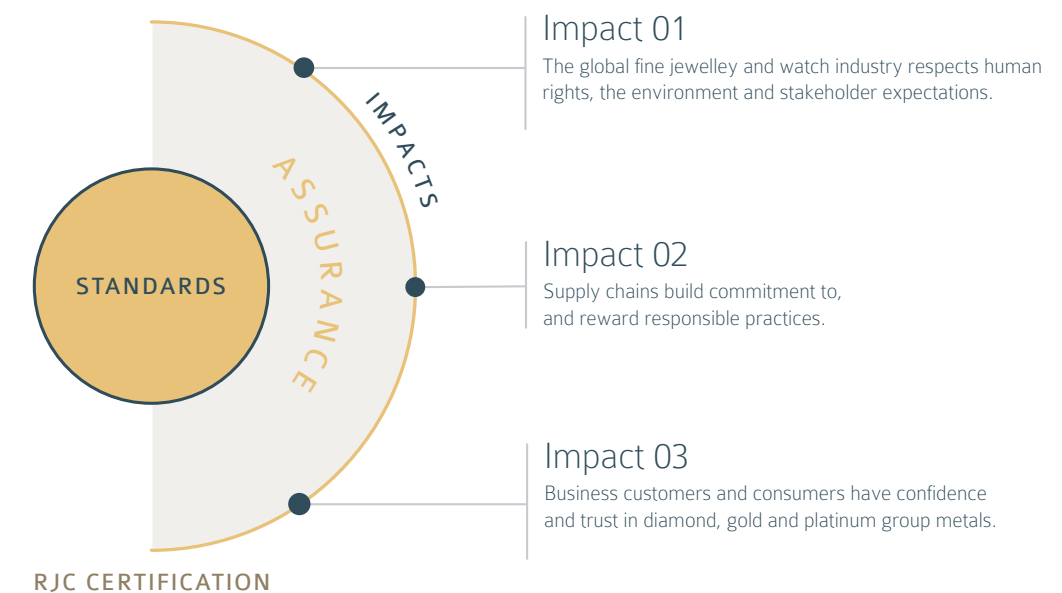 Impact 01
The global fine jewelley and watch industry respects human
rights, the environment and stakeholder expectations.
IMPACTS
ASSURANCE
STANDARDS
Impact 02
Supply chains build commitment to,
and reward responsible practices.
Impact 03
Business customers and consumers have confidence
and trust in diamond, gold and platinum group metals.
RJC CERTIFICATION